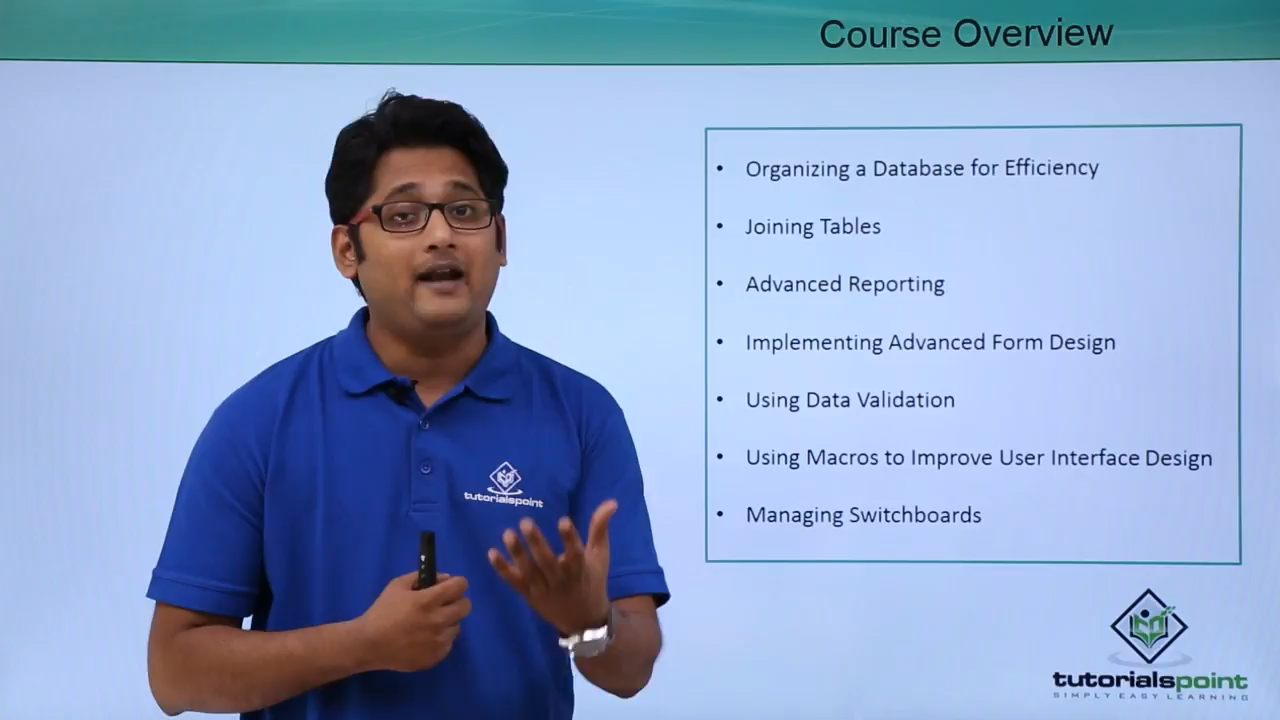 Course Overview
• Organizing a Database for Efficiency
• Joining Tables
• Advanced Reporting
• Implementing Advanced Form Design
• Using Data Validation
• Using Macros to Improve User Interface Design
• Managing Switchboards
tutorialspoint
tutorialspoint
SIMPLY EASY LEARNING